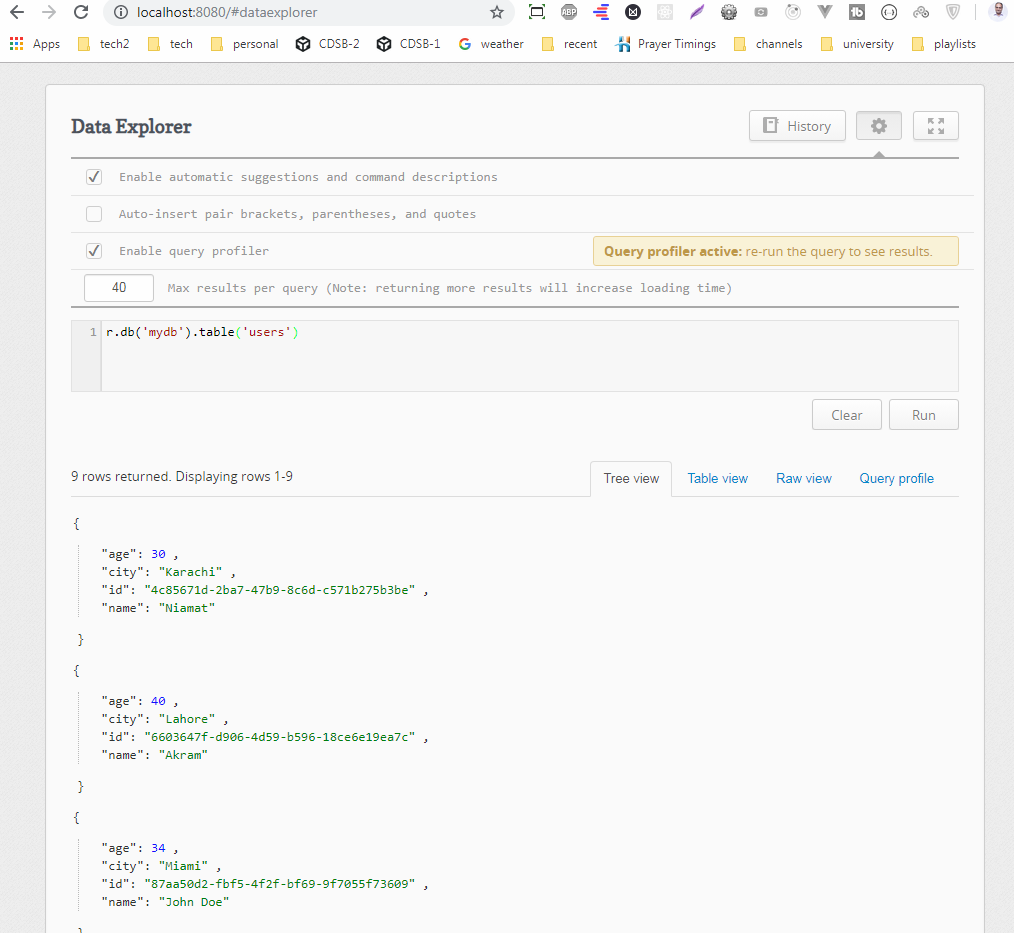 localhost:8080/#dataexplorer
ABP
Apps tech2 tech personal CDSB-2 CDSB-1 weather recent Prayer Timings channels university playlists
Data Explorer
History
Enable automatic suggestions and command descriptions
Auto-insert pair brackets, parentheses, and quotes
Enable query profiler
Query profiler active: re-run the query to see results.
40 Max results per query (Note: returning more results will increase loading time)
1 r.db('mydb').table('users')
Clear Run
9 rows returned. Displaying rows 1-9
Tree view Table view Raw view Query profile
{
"age": 30 ,
"city": "Karachi" ,
"id": "4c85671d-2ba7-47b9-8c6d-c571b275b3be" ,
"name": "Niamat"
}
{
"age": 40 ,
"city": "Lahore" ,
"id": "6603647f-d906-4d59-b596-18ce6e19ea7c" ,
"name": "Akram"
}
{
"age": 34 ,
"city": "Miami" ,
"id": "87aa50d2-fbf5-4f2f-bf69-9f7055f73609" ,
"name": "John Doe"
}